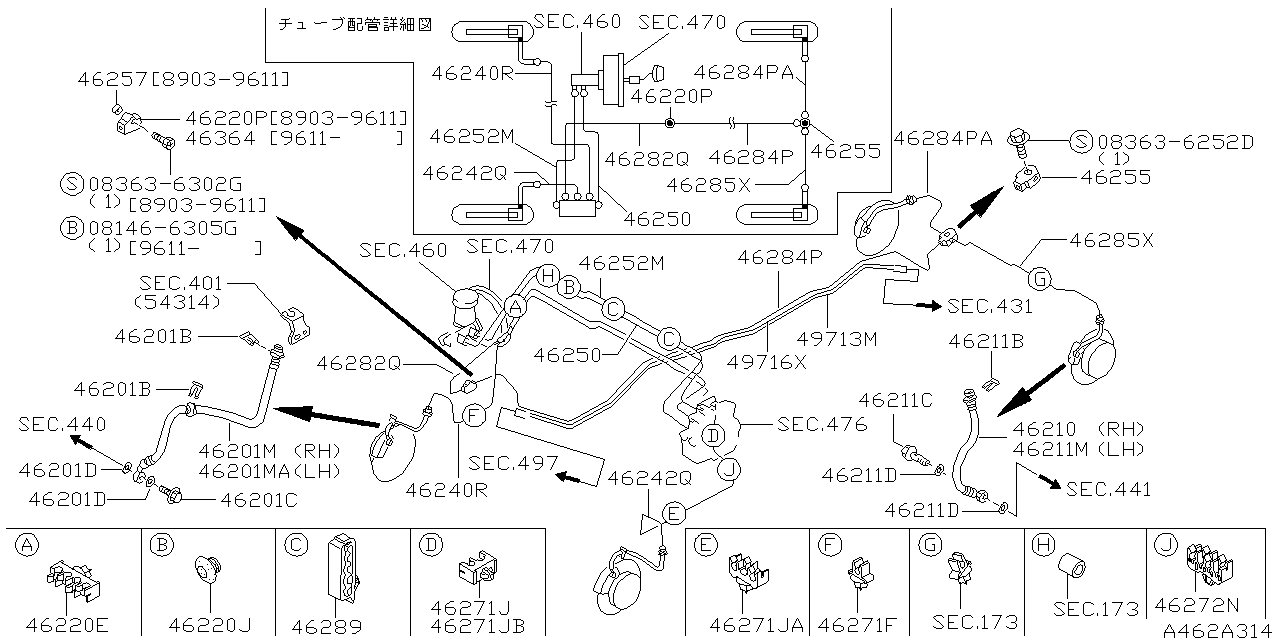 チューブ配管詳細図
SEC.460
SEC.470
46240R
46284PA
46220P
46252M
46282Q
46284P
46255
46242Q
46285X
46250
46257[8903-9611]
46220P[8903-9611]
46364 [9611-      ]
S 08363-6302G
(1) [8903-9611]
B 08146-6305G
(1) [9611-      ]
46284PA
S 08363-6252D
(1)
46255
46285X
SEC.460
SEC.470
46252M
46284P
G
H
B
A
C
C
SEC.401
(54314)
46201B
46282Q
46250
49716X
49713M
SEC.431
46211B
46201B
SEC.440
F
46201M (RH)
46201MA(LH)
46201D
46201D
46201C
46240R
SEC.497
SEC.476
D
J
46242Q
E
46211C
46210 (RH)
46211M (LH)
46211D
46211D
SEC.441
A
46220E
B
46220J
C
46289
D
46271J
46271JB
E
46271JA
F
46271F
G
SEC.173
H
SEC.173
J
46272N
A462A314